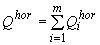 Q^{hor} = \sum_{i=1}^{m} Q_i^{hor}